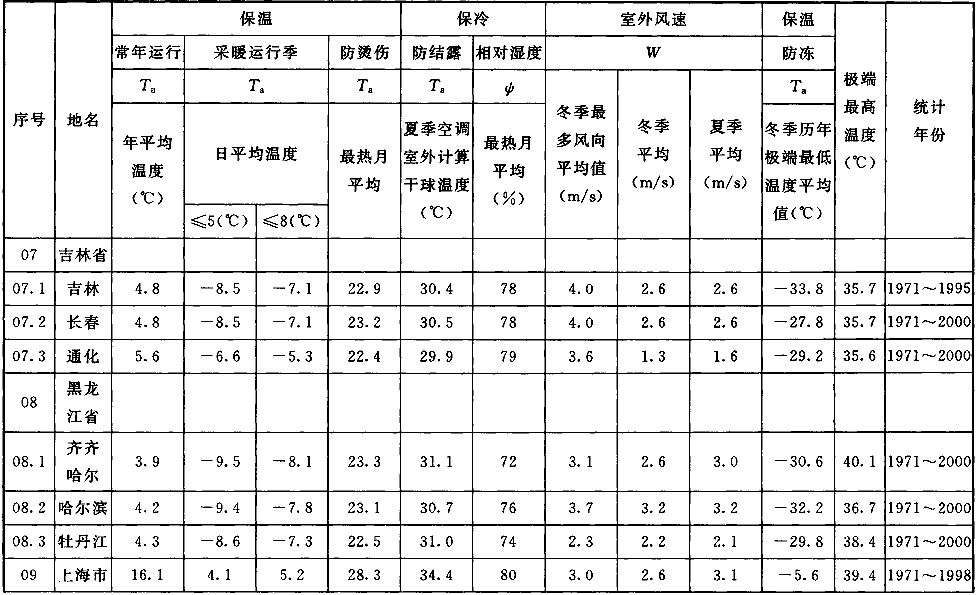 序号 地名 保温 保冷 室外风速 保温 极端最高温度(℃) 统计年份
常年运行 采暖运行季 防烫伤 防结露 相对湿度 W 防冻
Ta Ta Ta Ta ψ Ta
年平均温度(℃) 日平均温度 最热月平均 夏季空调室外计算干球温度(℃) 最热月平均(%) 冬季最多风向平均值(m/s) 冬季平均(m/s) 夏季平均(m/s) 冬季历年极端最低温度平均值(℃)
≤5(℃) ≤8(℃)
07 吉林省
07.1 吉林 4.8 −8.5 −7.1 22.9 30.4 78 4.0 2.6 2.6 −33.8 35.7 1971~1995
07.2 长春 4.8 −8.5 −7.1 23.2 30.5 78 4.0 2.6 2.6 −27.8 35.7 1971~2000
07.3 通化 5.6 −6.6 −5.3 22.4 29.9 79 3.6 1.3 1.6 −29.2 35.6 1971~2000
08 黑龙江省
08.1 齐齐哈尔 3.9 −9.5 −8.1 23.3 31.1 72 3.1 2.6 3.0 −30.6 40.1 1971~2000
08.2 哈尔滨 4.2 −9.4 −7.8 23.1 30.7 76 3.7 3.2 3.2 −32.2 36.7 1971~2000
08.3 牡丹江 4.3 −8.6 −7.3 22.5 31.0 74 2.3 2.2 2.1 −29.8 38.4 1971~2000
09 上海市 16.1 4.1 5.2 28.3 34.4 80 3.0 2.6 3.1 −5.6 39.4 1971~1998